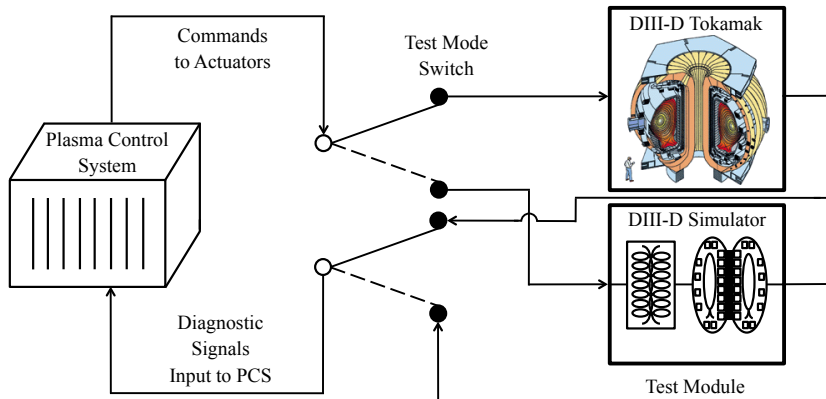 Commands
to Actuators
Test Mode
Switch
DIII-D Tokamak
Plasma Control
System
DIII-D Simulator
Diagnostic
Signals
Input to PCS
Test Module